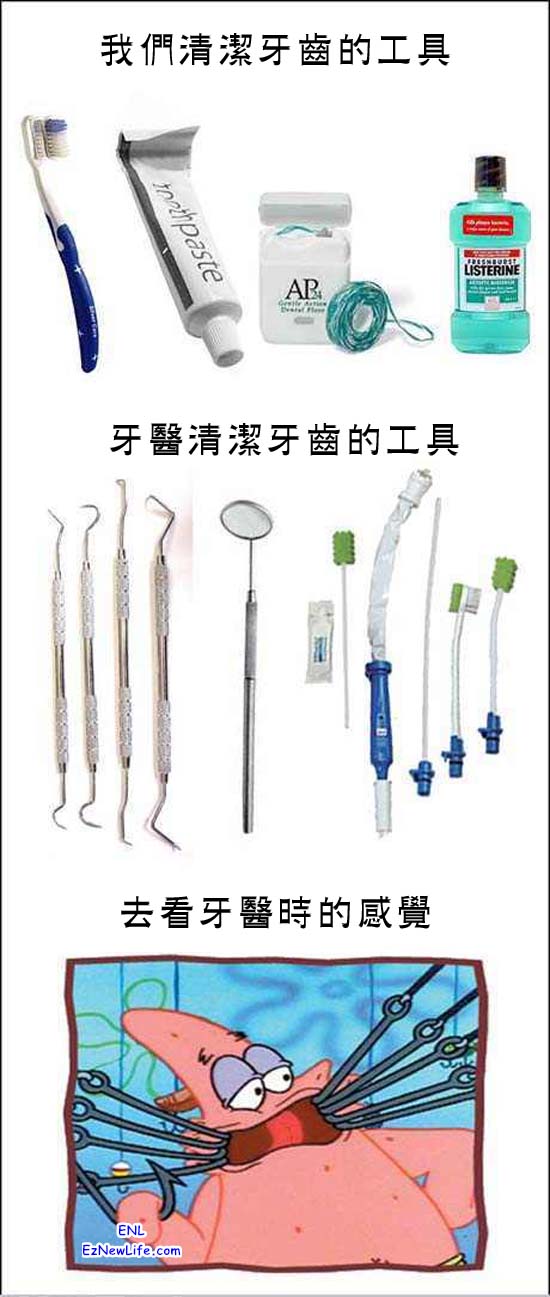 我們清潔牙齒的工具
toothpaste
AP24
Gentle Action
Dental Floss
FRESHBURST
LISTERINE
牙醫清潔牙齒的工具
去看牙醫時的感覺
ENL
EzNewLife.com